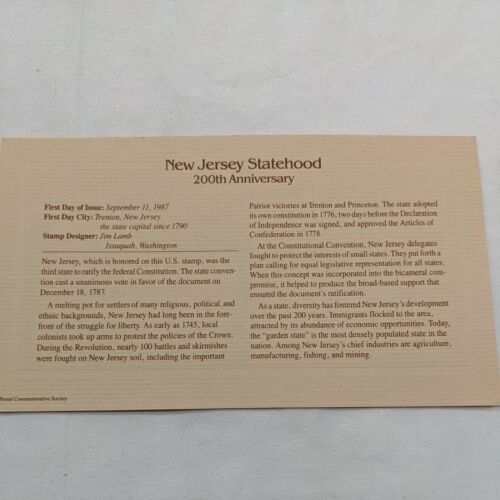 New Jersey Statehood
200th Anniversary
First Day of Issue: September 11, 1987
First Day City: Trenton, New Jersey
the state capital since 1790
Stamp Designer: Jim Lamb
Issaquah, Washington
New Jersey, which is honored on this U.S. stamp, was the
third state to ratify the federal Constitution. The state conven-
tion cast a unanimous vote in favor of the document on
December 18, 1787.
A melting pot for settlers of many religious, political, and
ethnic backgrounds, New Jersey had long been in the fore-
front of the struggle for liberty. As early as 1745, local
colonists took up arms to protest the policies of the Crown.
During the Revolution, nearly 100 battles and skirmishes
were fought on New Jersey soil, including the important
Patriot victories at Trenton and Princeton. The state adopted
its own constitution in 1776, two days before the Declaration
of Independence was signed, and approved the Articles of
Confederation in 1778.
At the Constitutional Convention, New Jersey delegates
fought to protect the interests of small states. They put forth a
plan calling for equal legislative representation for all states.
When this concept was incorporated into the bicameral com-
promise, it helped to produce the broad-based support that
ensured the document's ratification.
As a state, diversity has fostered New Jersey's development
over the past 200 years. Immigrants flocked to the area,
attracted by its abundance of economic opportunities. Today,
the "garden state" is the most densely populated state in the
nation. Among New Jersey's chief industries are agriculture,
manufacturing, fishing, and mining.
Postal Commemorative Society